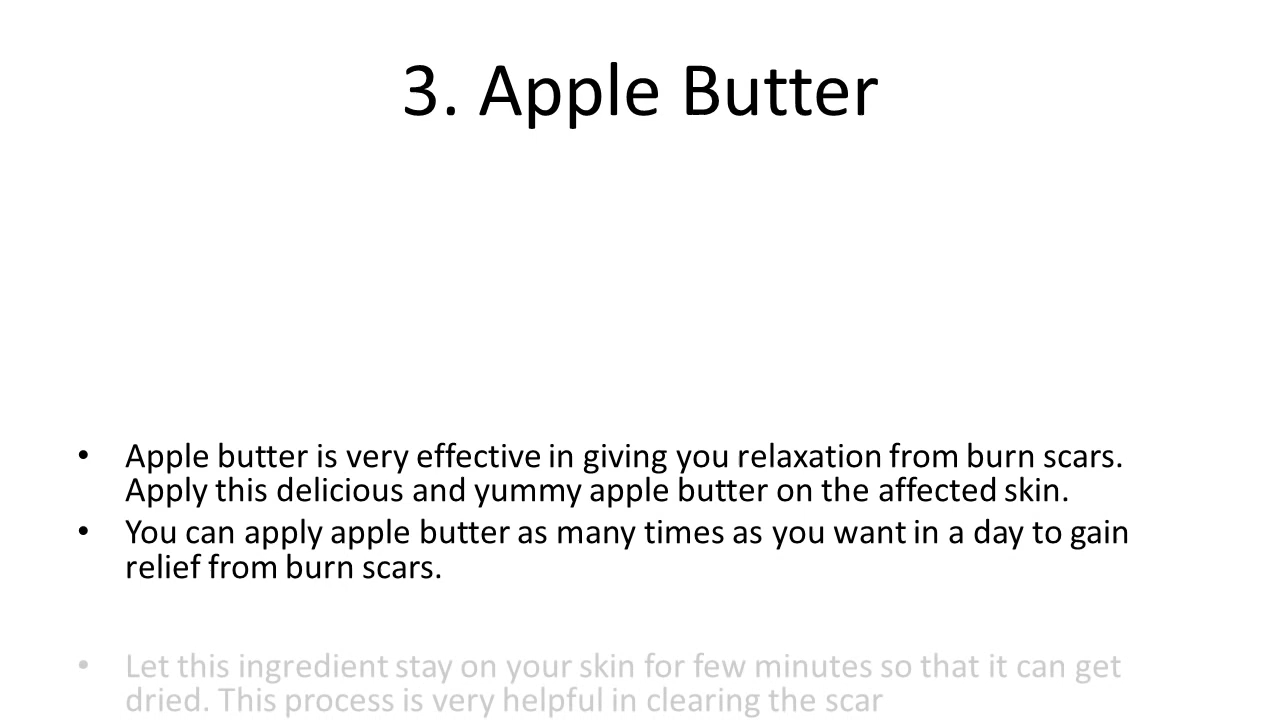 3. Apple Butter
• Apple butter is very effective in giving you relaxation from burn scars.
Apply this delicious and yummy apple butter on the affected skin.
• You can apply apple butter as many times as you want in a day to gain
relief from burn scars.
• Let this ingredient stay on your skin for few minutes so that it can get
dried. This process is very helpful in clearing the scar